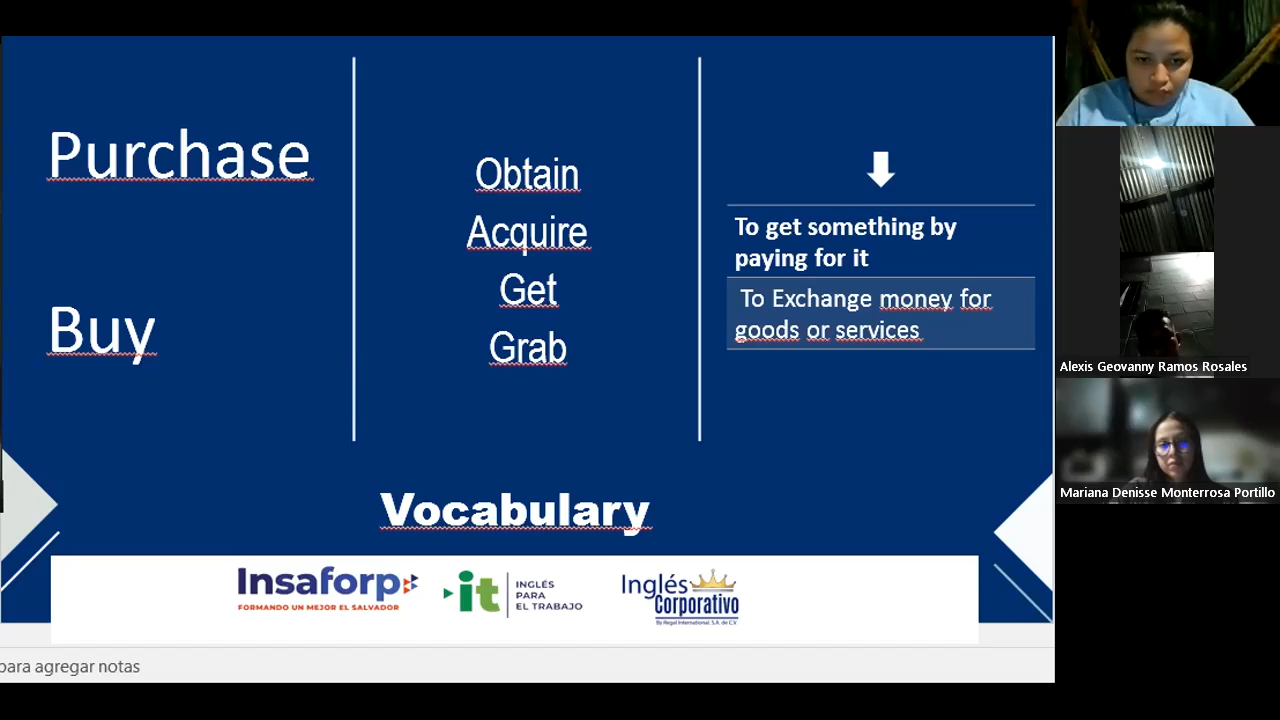 Purchase
Buy
Obtain
Acquire
Get
Grab
To get something by
paying for it
To Exchange money for
goods or services
Vocabulary
Insaforp
FORMANDO UN MEJOR EL SALVADOR
it
INGLÉS
PARA
EL TRABAJO
Inglés
Corporativo
By Regal International, S.A. de C.V.
para agregar notas
Alexis Geovanny Ramos Rosales
Mariana Denisse Monterrosa Portillo